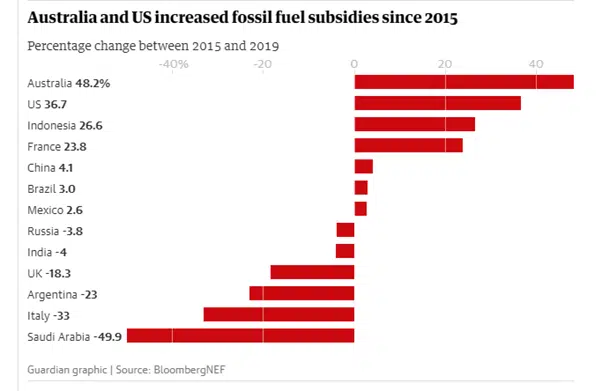 Australia and US increased fossil fuel subsidies since 2015
Percentage change between 2015 and 2019
-40% -20 0 20 40
Australia 48.2%
US 36.7
Indonesia 26.6
France 23.8
China 4.1
Brazil 3.0
Mexico 2.6
Russia -3.8
India -4
UK -18.3
Argentina -23
Italy -33
Saudi Arabia -49.9
Guardian graphic | Source: BloombergNEF